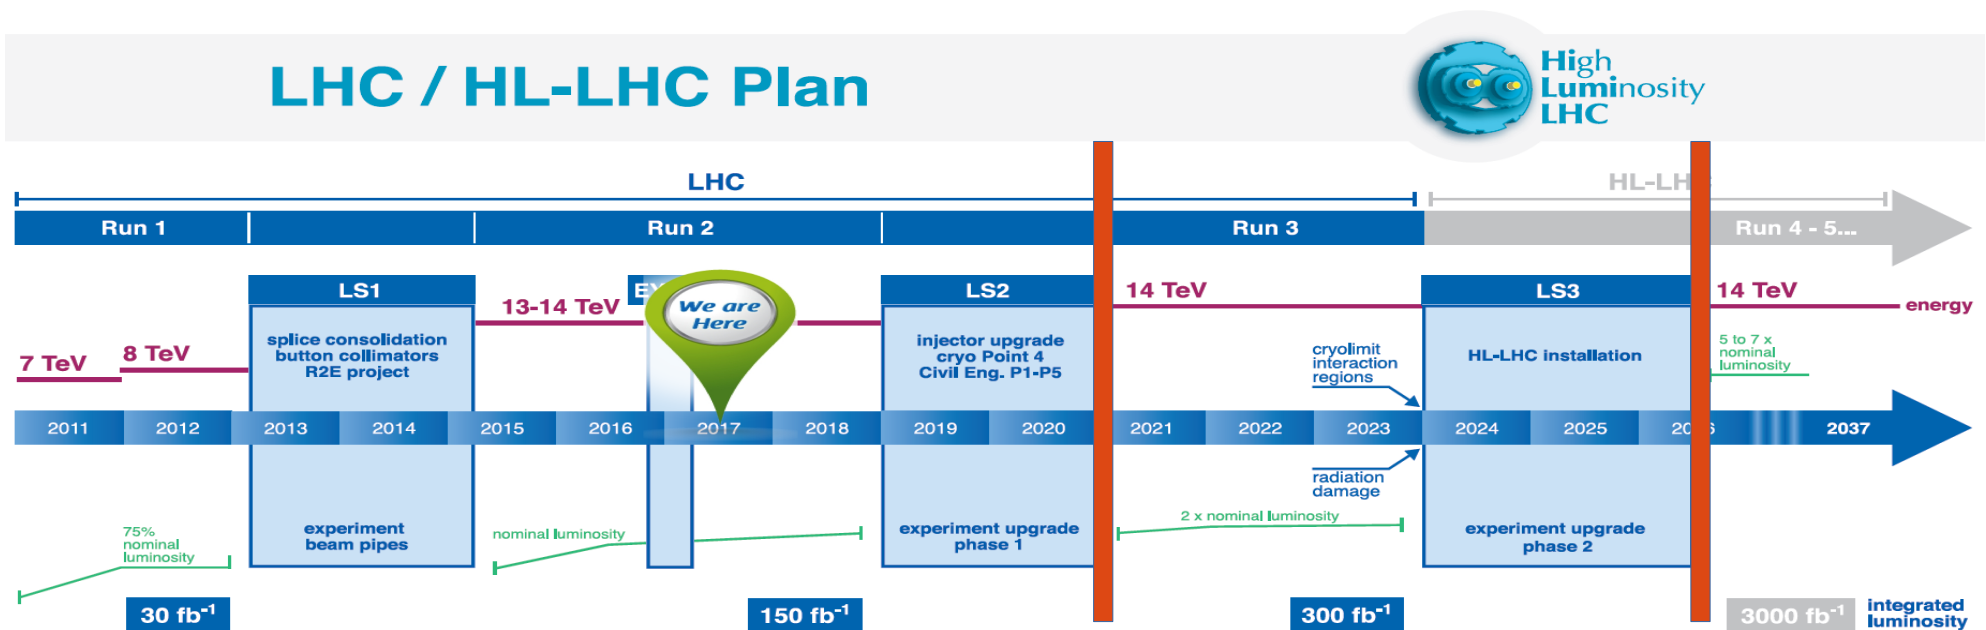 LHC / HL-LHC Plan
High
Luminosity
LHC
LHC
Run 1
Run 2
Run 3
Run 4 - 5...
LS1
LS2
LS3
7 TeV
8 TeV
13-14 TeV
14 TeV
14 TeV
energy
splice consolidation
button collimators
R2E project
We are
Here
injector upgrade
cryo Point 4
Civil Eng. P1-P5
cryolimit
interaction
regions
HL-LHC installation
5 to 7 x
nominal
luminosity
2011
2012
2013
2014
2015
2016
2017
2018
2019
2020
2021
2022
2023
2024
2025
2037
radiation
damage
75%
nominal
luminosity
experiment
beam pipes
nominal luminosity
experiment upgrade
phase 1
2 x nominal luminosity
experiment upgrade
phase 2
30 fb⁻¹
150 fb⁻¹
300 fb⁻¹
3000 fb⁻¹
integrated
luminosity